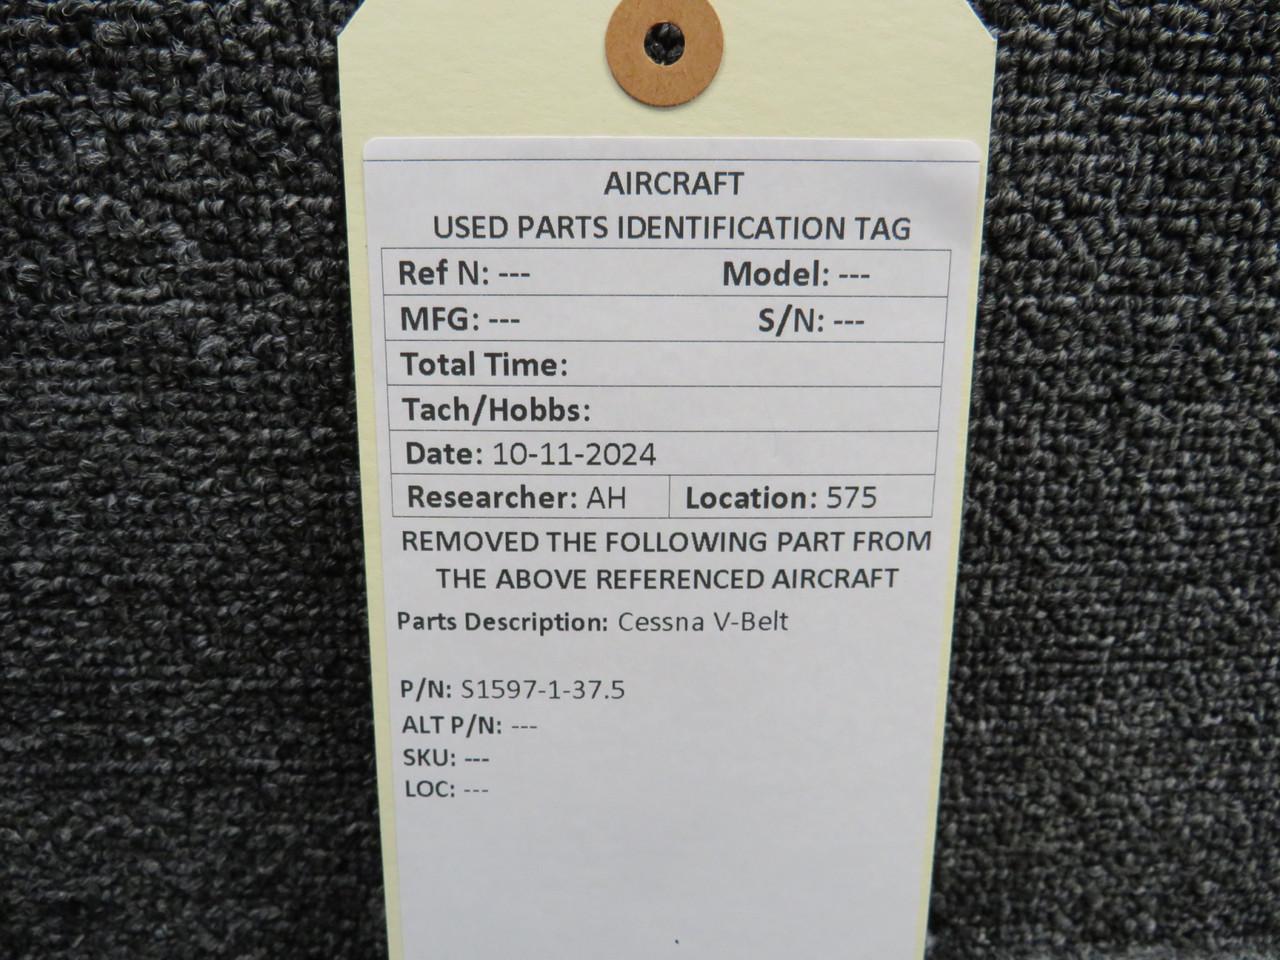 AIRCRAFT
USED PARTS IDENTIFICATION TAG
Ref N: --- Model: ---
MFG: --- S/N: ---
Total Time:
Tach/Hobbs:
Date: 10-11-2024
Researcher: AH Location: 575
REMOVED THE FOLLOWING PART FROM
THE ABOVE REFERENCED AIRCRAFT
Parts Description: Cessna V-Belt
P/N: S1597-1-37.5
ALT P/N: ---
SKU: ---
LOC: ---